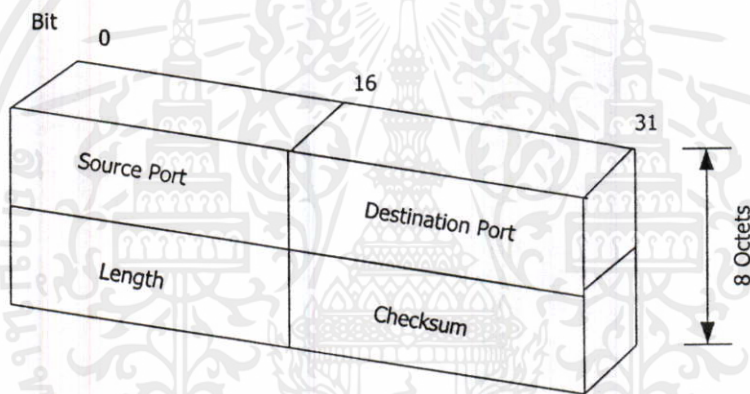 Bit
0
16
31
Source Port
Destination Port
Length
Checksum
8 Octets